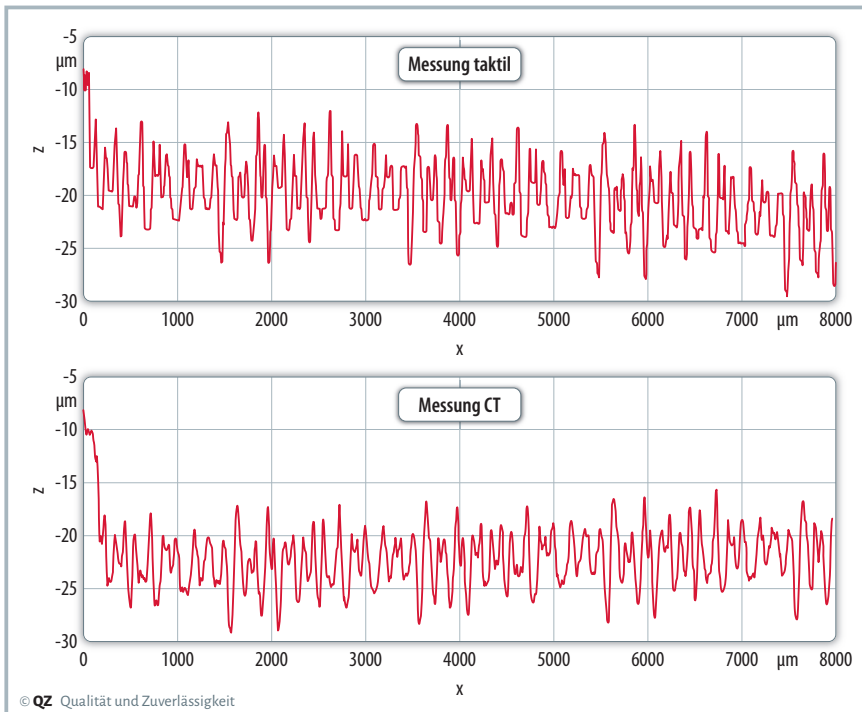 Messung taktil
-5
µm
-10
-15
z
-20
-25
-30
0 1000 2000 3000 4000 5000 6000 7000 µm 8000
x
Messung CT
-5
µm
-10
-15
z
-20
-25
-30
0 1000 2000 3000 4000 5000 6000 7000 µm 8000
x
© QZ Qualität und Zuverlässigkeit